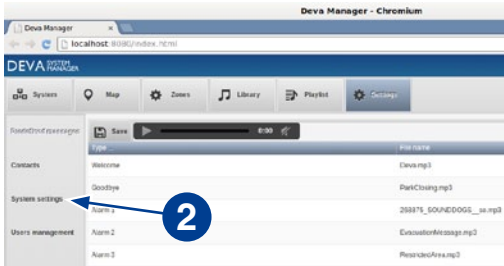 Deva Manager - Chromium
Deva Manager ×
localhost:8080/index.html
DEVA SYSTEM MANAGER
System Map Zones Library Playlist Settings
Save 0:00
Type File name
Contacts Welcome Deva.mp3
Goodbye ParkClosing.mp3
System settings Alarm 1
2
Users management Alarm 2 EvacuationMessage.mp3
Alarm 3 RestrictedArea.mp3